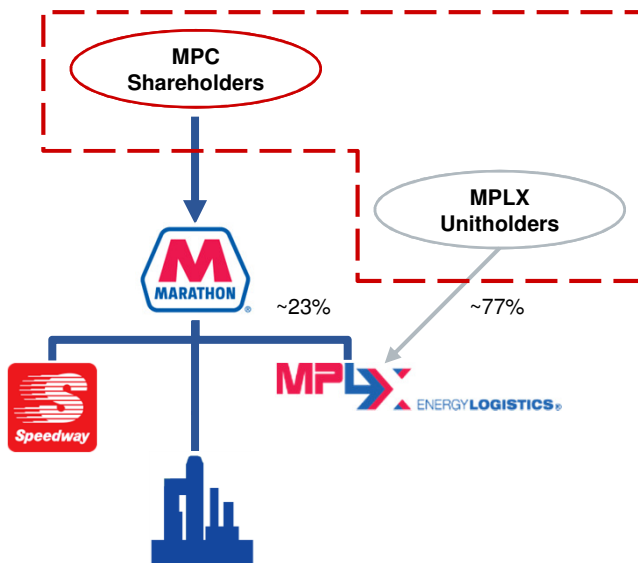 MPC
Shareholders
MPLX
Unitholders
M
MARATHON®
~23%
~77%
S
Speedway
MPLX ENERGYLOGISTICS®